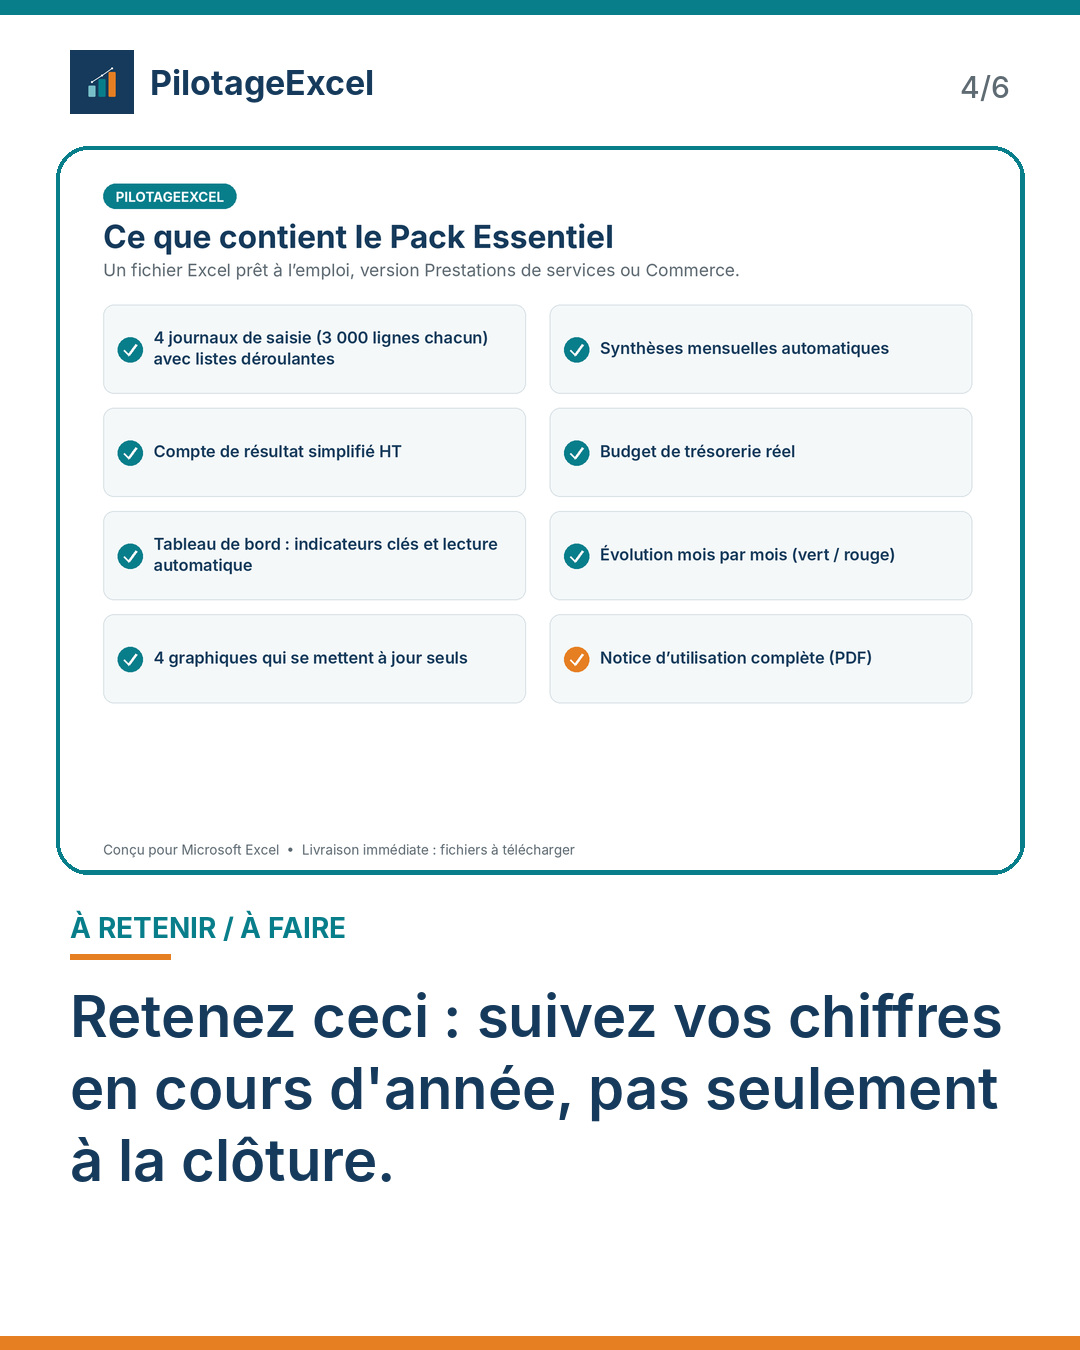 PilotageExcel
4/6
PILOTAGEEXCEL
Ce que contient le Pack Essentiel
Un fichier Excel prêt à l’emploi, version Prestations de services ou Commerce.
4 journaux de saisie (3 000 lignes chacun)
avec listes déroulantes
Synthèses mensuelles automatiques
Compte de résultat simplifié HT
Budget de trésorerie réel
Tableau de bord : indicateurs clés et lecture
automatique
Évolution mois par mois (vert / rouge)
4 graphiques qui se mettent à jour seuls
Notice d’utilisation complète (PDF)
Conçu pour Microsoft Excel • Livraison immédiate : fichiers à télécharger
À RETENIR / À FAIRE
Retenez ceci : suivez vos chiffres
en cours d'année, pas seulement
à la clôture.